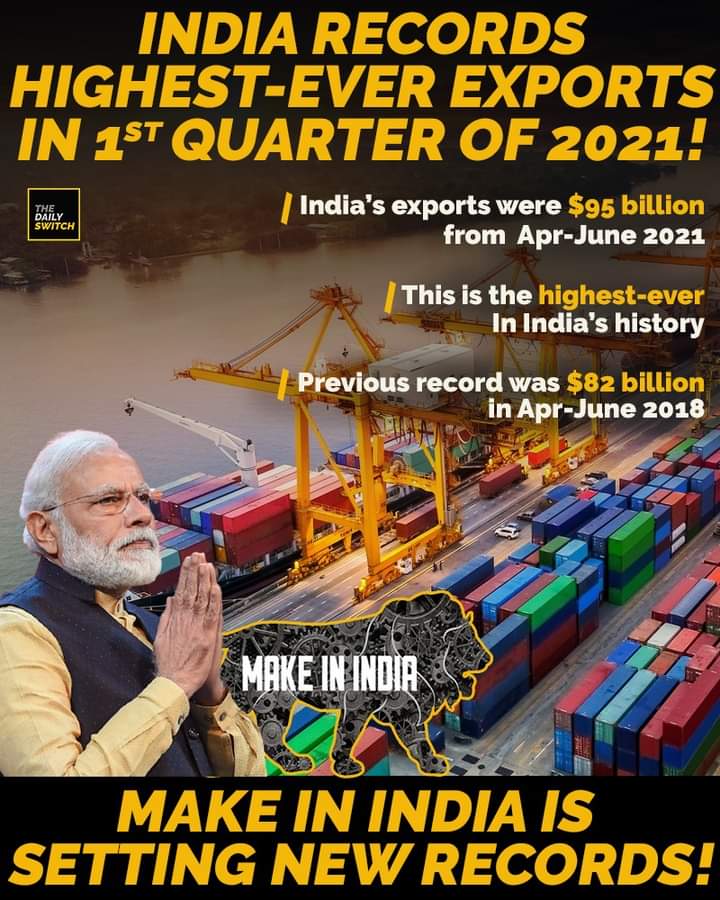 INDIA RECORDS
HIGHEST-EVER EXPORTS
IN 1ST QUARTER OF 2021!
THE
DAILY
SWITCH
India's exports were $95 billion
from Apr-June 2021
This is the highest-ever
In India's history
Previous record was $82 billion
in Apr-June 2018
MAKE IN INDIA
MAKE IN INDIA IS
SETTING NEW RECORDS!